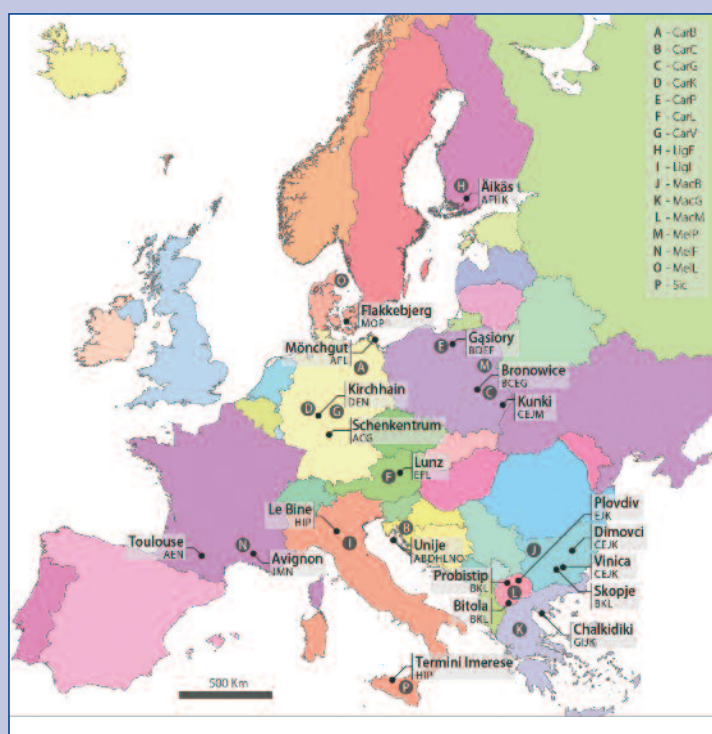 A - CarB
B - CarC
C - CarG
D - CarK
E - CarP
F - CarL
G - CarV
H - LigF
I - LigI
J - MacB
K - MacG
L - MacM
M - MelP
N - MelF
O - MelL
P - Sic
H
Äikäs
O
Flakkebjerg
MOP
Mönchgut
AFL
A
E
Gąsiory
BDEF
M
Bronowice
BCEG
C
Kunki
CEJM
Kirchhain
DEN
D
G
Schenkentrum
ACG
Lunz
EFL
F
Le Bine
HIP
I
B
Unije
ABDHLNO
Toulouse
AEN
N
Avignon
JMN
Plovdiv
EJK
Dimovci
CEJK
J
Vinica
CEJK
Probistip
BKL
L
Skopje
BKL
Bitola
BKL
K
Chalkidiki
GIJK
Termini Imerese
HIP
P
500 Km